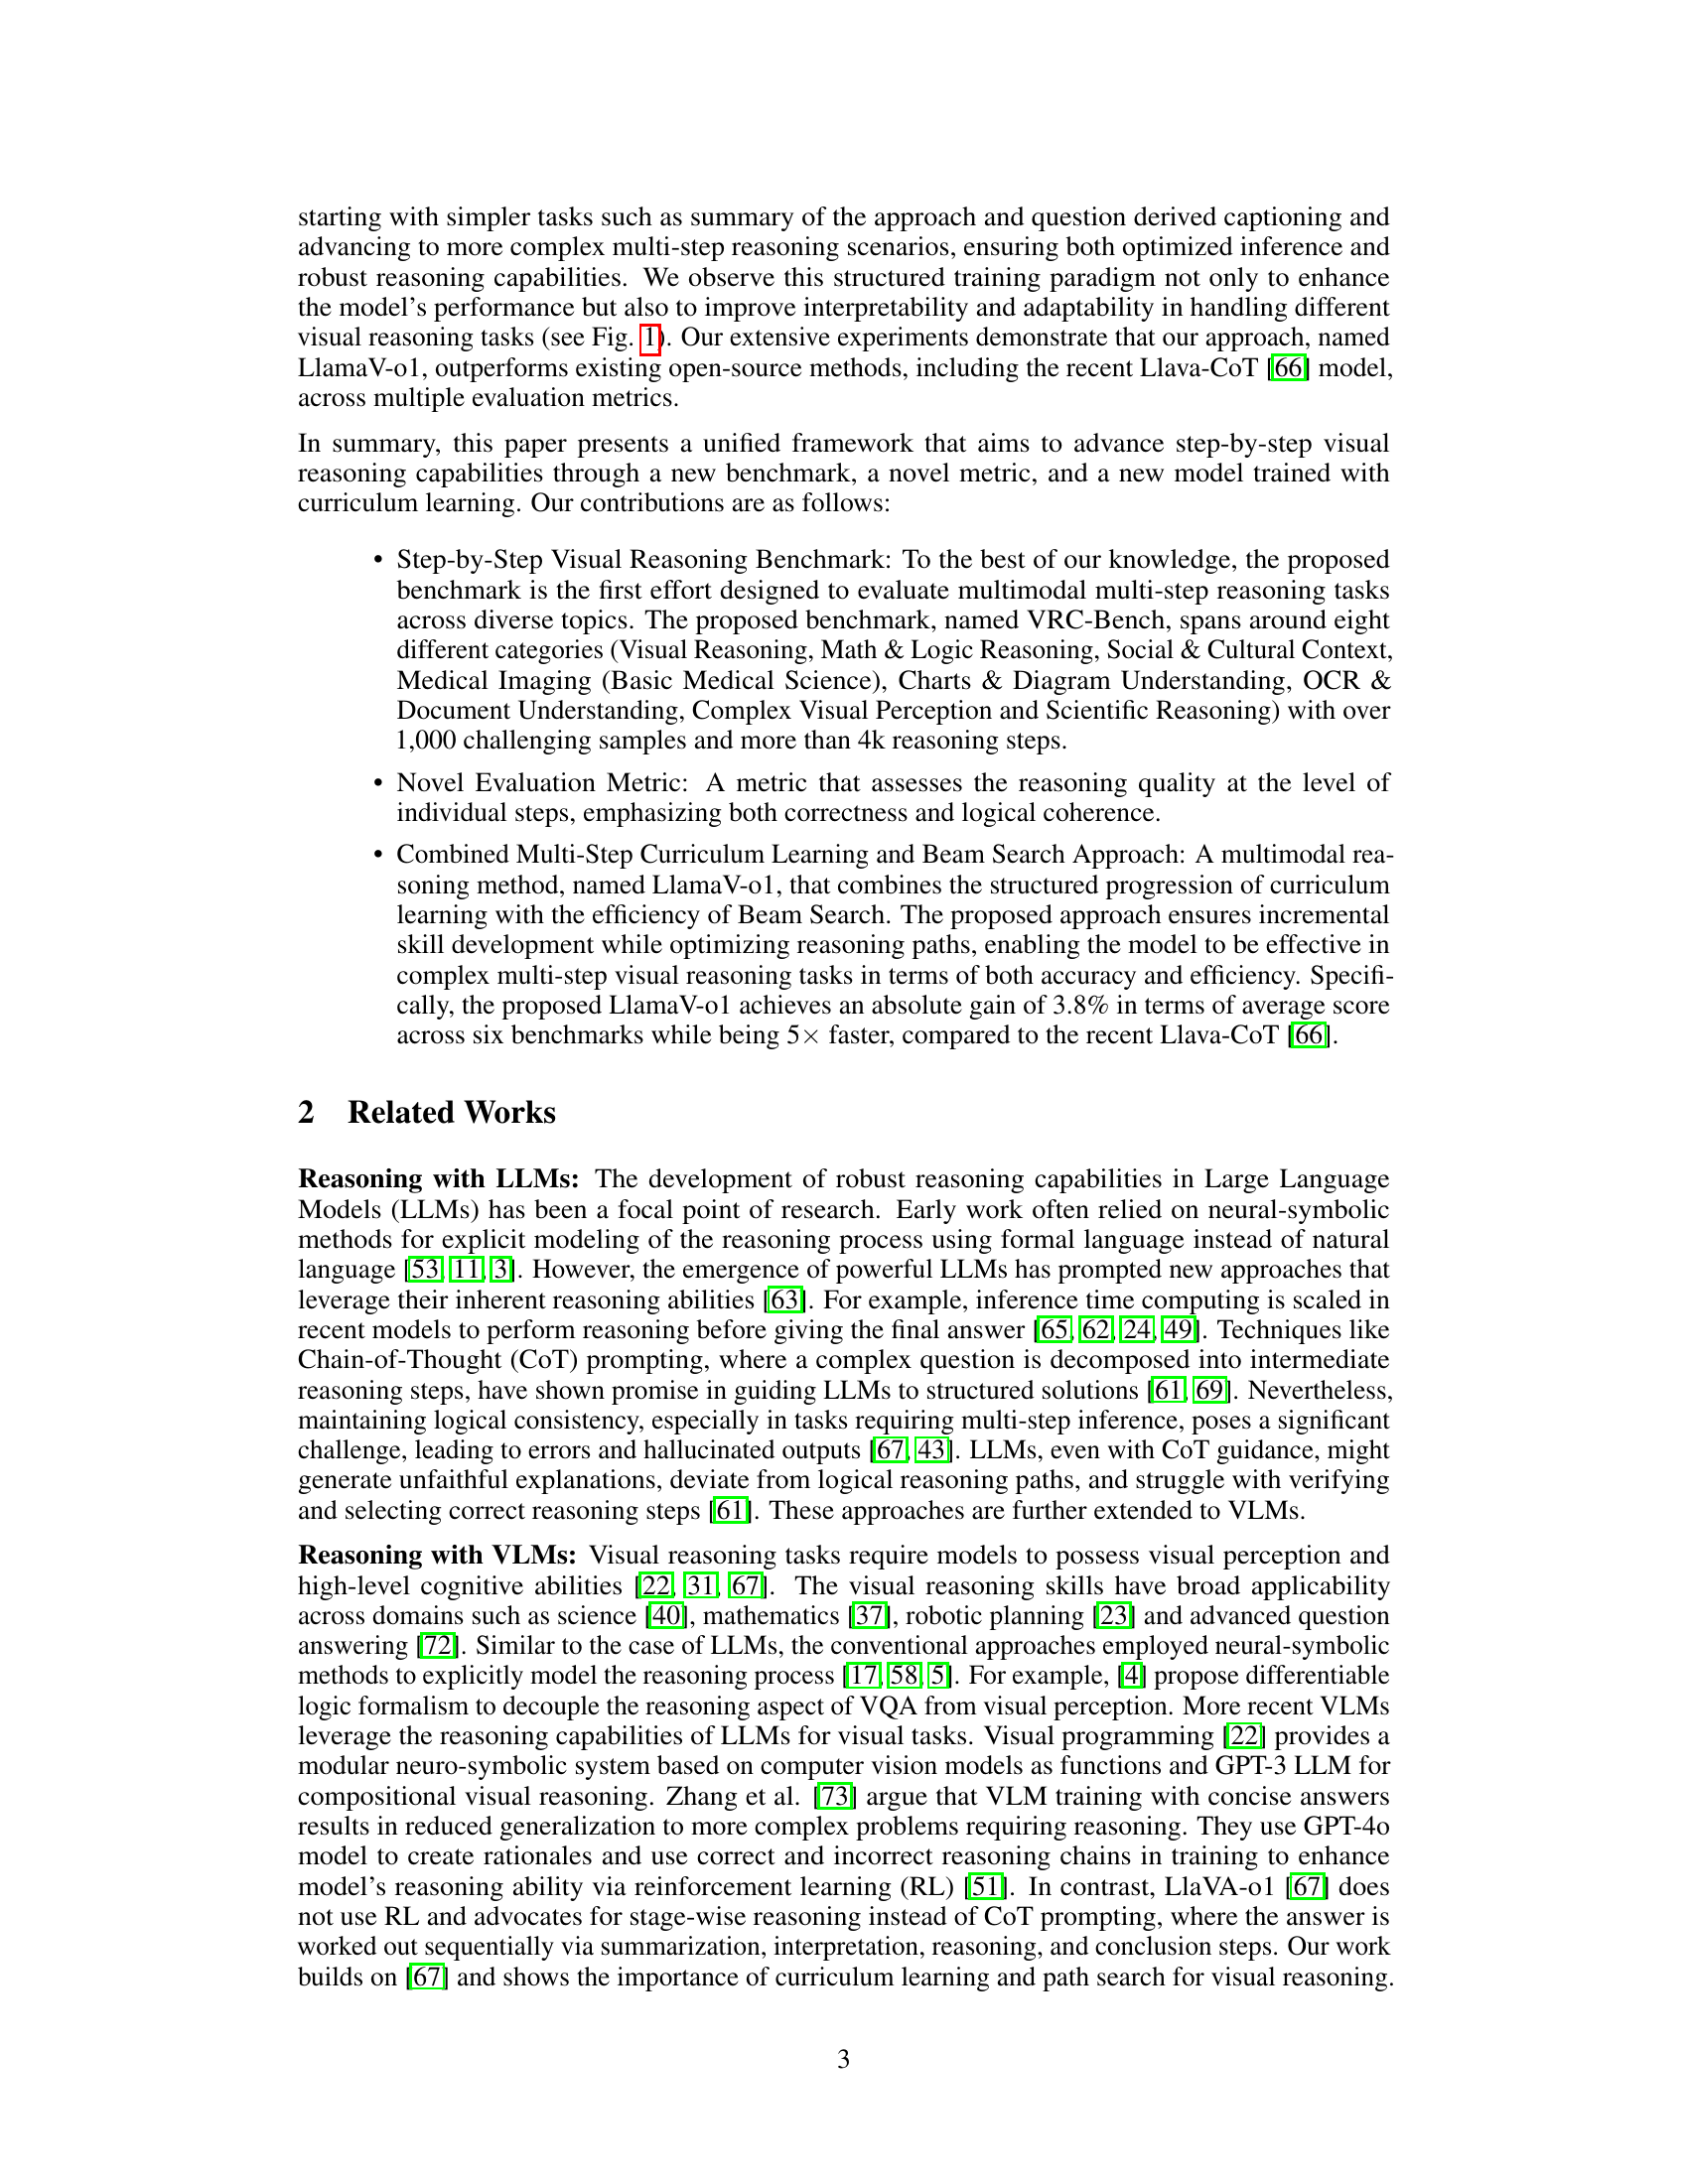 starting with simpler tasks such as summary of the approach and question derived captioning and
advancing to more complex multi-step reasoning scenarios, ensuring both optimized inference and
robust reasoning capabilities. We observe this structured training paradigm not only to enhance
the model's performance but also to improve interpretability and adaptability in handling different
visual reasoning tasks (see Fig. 1). Our extensive experiments demonstrate that our approach, named
LlamaV-o1, outperforms existing open-source methods, including the recent Llava-CoT [66] model,
across multiple evaluation metrics.
In summary, this paper presents a unified framework that aims to advance step-by-step visual
reasoning capabilities through a new benchmark, a novel metric, and a new model trained with
curriculum learning. Our contributions are as follows:
• Step-by-Step Visual Reasoning Benchmark: To the best of our knowledge, the proposed
benchmark is the first effort designed to evaluate multimodal multi-step reasoning tasks
across diverse topics. The proposed benchmark, named VRC-Bench, spans around eight
different categories (Visual Reasoning, Math & Logic Reasoning, Social & Cultural Context,
Medical Imaging (Basic Medical Science), Charts & Diagram Understanding, OCR &
Document Understanding, Complex Visual Perception and Scientific Reasoning) with over
1,000 challenging samples and more than 4k reasoning steps.
• Novel Evaluation Metric: A metric that assesses the reasoning quality at the level of
individual steps, emphasizing both correctness and logical coherence.
• Combined Multi-Step Curriculum Learning and Beam Search Approach: A multimodal rea-
soning method, named LlamaV-o1, that combines the structured progression of curriculum
learning with the efficiency of Beam Search. The proposed approach ensures incremental
skill development while optimizing reasoning paths, enabling the model to be effective in
complex multi-step visual reasoning tasks in terms of both accuracy and efficiency. Specifi-
cally, the proposed LlamaV-o1 achieves an absolute gain of 3.8% in terms of average score
across six benchmarks while being 5× faster, compared to the recent Llava-CoT [66].
2 Related Works
Reasoning with LLMs: The development of robust reasoning capabilities in Large Language
Models (LLMs) has been a focal point of research. Early work often relied on neural-symbolic
methods for explicit modeling of the reasoning process using formal language instead of natural
language [53, 11, 3]. However, the emergence of powerful LLMs has prompted new approaches that
leverage their inherent reasoning abilities [63]. For example, inference time computing is scaled in
recent models to perform reasoning before giving the final answer [65, 62, 24, 49]. Techniques like
Chain-of-Thought (CoT) prompting, where a complex question is decomposed into intermediate
reasoning steps, have shown promise in guiding LLMs to structured solutions [61, 69]. Nevertheless,
maintaining logical consistency, especially in tasks requiring multi-step inference, poses a significant
challenge, leading to errors and hallucinated outputs [67, 43]. LLMs, even with CoT guidance, might
generate unfaithful explanations, deviate from logical reasoning paths, and struggle with verifying
and selecting correct reasoning steps [61]. These approaches are further extended to VLMs.
Reasoning with VLMs: Visual reasoning tasks require models to possess visual perception and
high-level cognitive abilities [22, 31, 67]. The visual reasoning skills have broad applicability
across domains such as science [40], mathematics [37], robotic planning [23] and advanced question
answering [72]. Similar to the case of LLMs, the conventional approaches employed neural-symbolic
methods to explicitly model the reasoning process [17, 58, 5]. For example, [4] propose differentiable
logic formalism to decouple the reasoning aspect of VQA from visual perception. More recent VLMs
leverage the reasoning capabilities of LLMs for visual tasks. Visual programming [22] provides a
modular neuro-symbolic system based on computer vision models as functions and GPT-3 LLM for
compositional visual reasoning. Zhang et al. [73] argue that VLM training with concise answers
results in reduced generalization to more complex problems requiring reasoning. They use GPT-4o
model to create rationales and use correct and incorrect reasoning chains in training to enhance
model's reasoning ability via reinforcement learning (RL) [51]. In contrast, LlaVA-o1 [67] does
not use RL and advocates for stage-wise reasoning instead of CoT prompting, where the answer is
worked out sequentially via summarization, interpretation, reasoning, and conclusion steps. Our work
builds on [67] and shows the importance of curriculum learning and path search for visual reasoning.
3